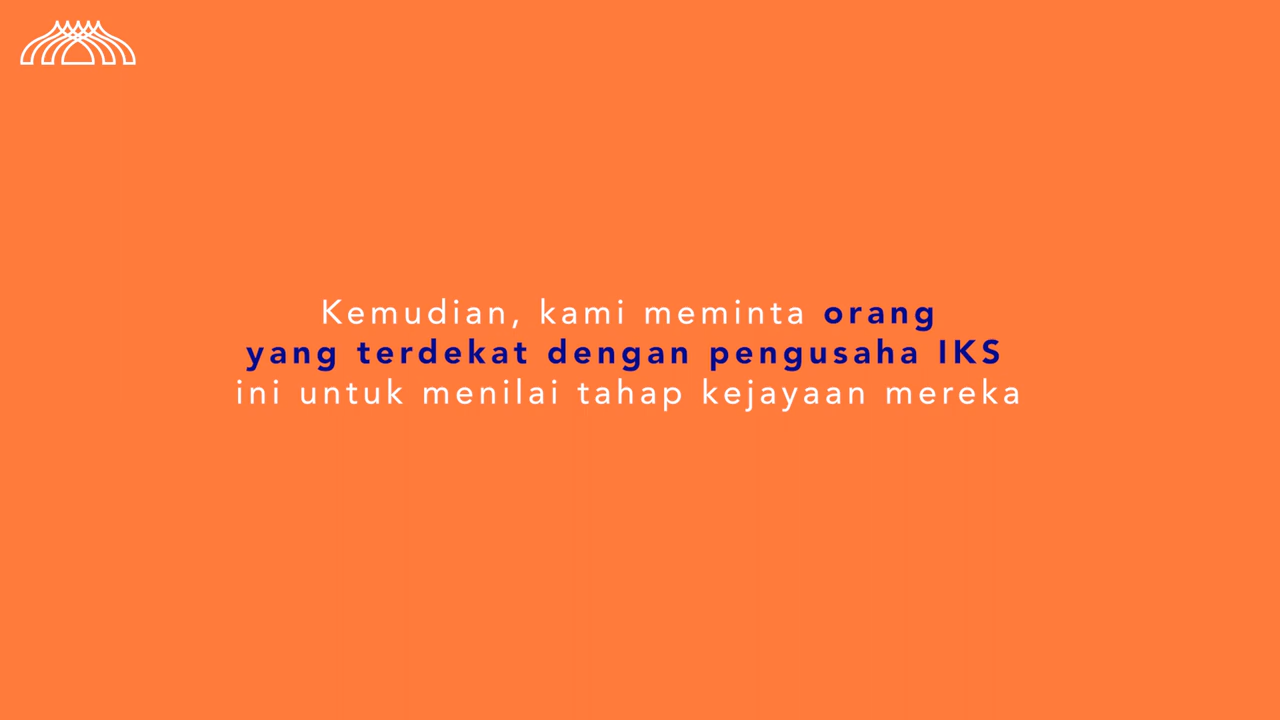 Kemudian, kami meminta orang
yang terdekat dengan pengusaha IKS
ini untuk menilai tahap kejayaan mereka